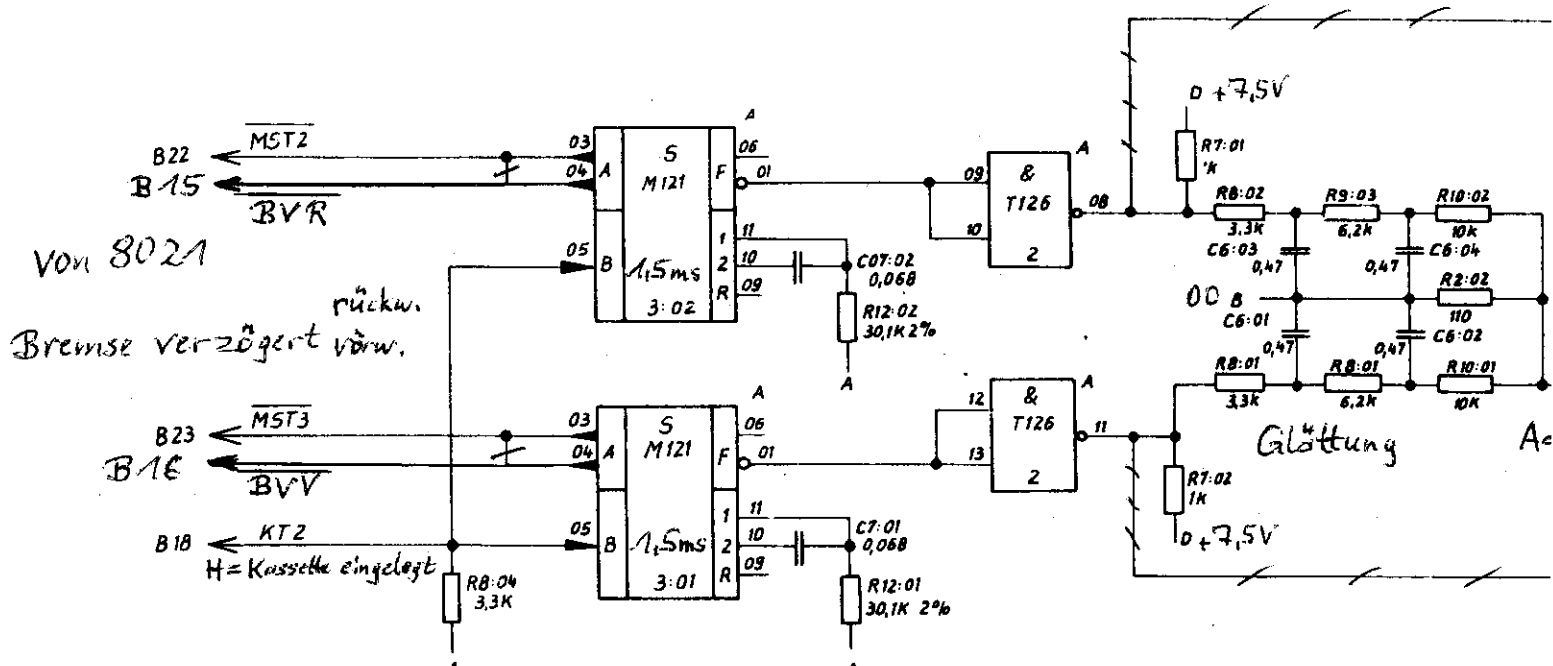 D +7,5V
R7:01
A
A
MST2
03
S
06
&
B22
04
A
M121
F
01
09
T126
08
R8:02
R9:03
R10:02
B15
3,3K
6,2K
10K
BVR
11
10
C6:03
C6:04
05
1
0,47
0,47
Von 8021
B
1,5ms
2
10
C07:02
0,068
2
00 B
R2:02
R
09
C6:01
110
rückw.
3:02
R12:02
30,1K 2%
C6:02
Bremse verzögert vörw.
0,47
0,47
R8:01
R8:01
R10:01
A
A
A
12
&
3,3K
6,2K
10K
MST3
03
S
06
T126
11
B23
M121
Glättung
04
A
F
01
13
B16
2
R7:02
1k
BVV
11
1
C7:01
0,068
D +7,5V
KT2
05
10
B18
B
1,5ms
2
H=Kassette eingelegt
09
R8:04
3,3K
3:01
R
R12:01
30,1K 2%